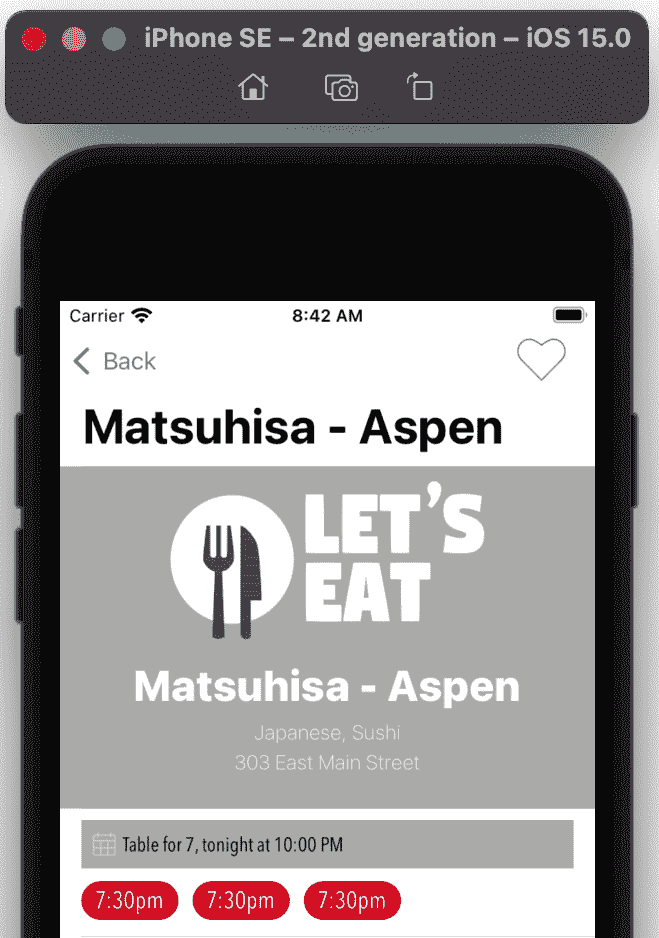 iPhone SE – 2nd generation – iOS 15.0
Carrier 8:42 AM
Back
Matsuhisa - Aspen
LET'S
EAT
Matsuhisa - Aspen
Japanese, Sushi
303 East Main Street
Table for 7, tonight at 10:00 PM
7:30pm 7:30pm 7:30pm